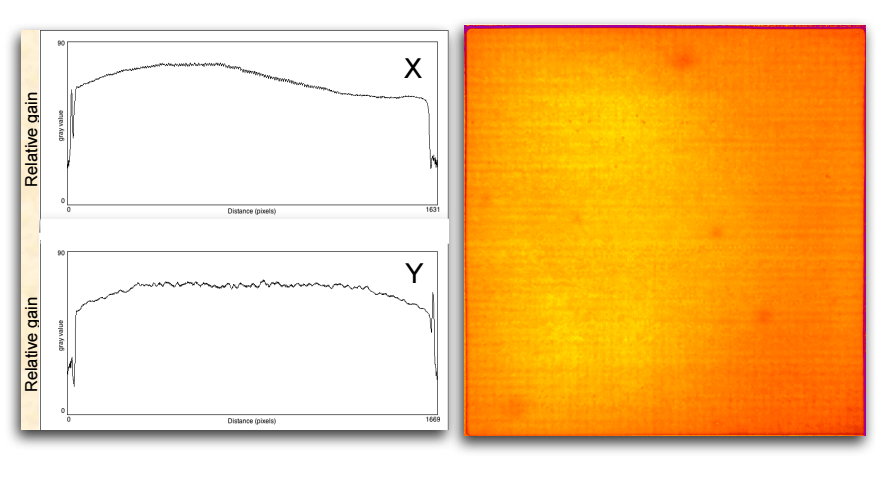 Relative gain
90
gray value
0
X
0
Distance (pixels)
1631
Relative gain
90
gray value
0
Y
0
Distance (pixels)
1669